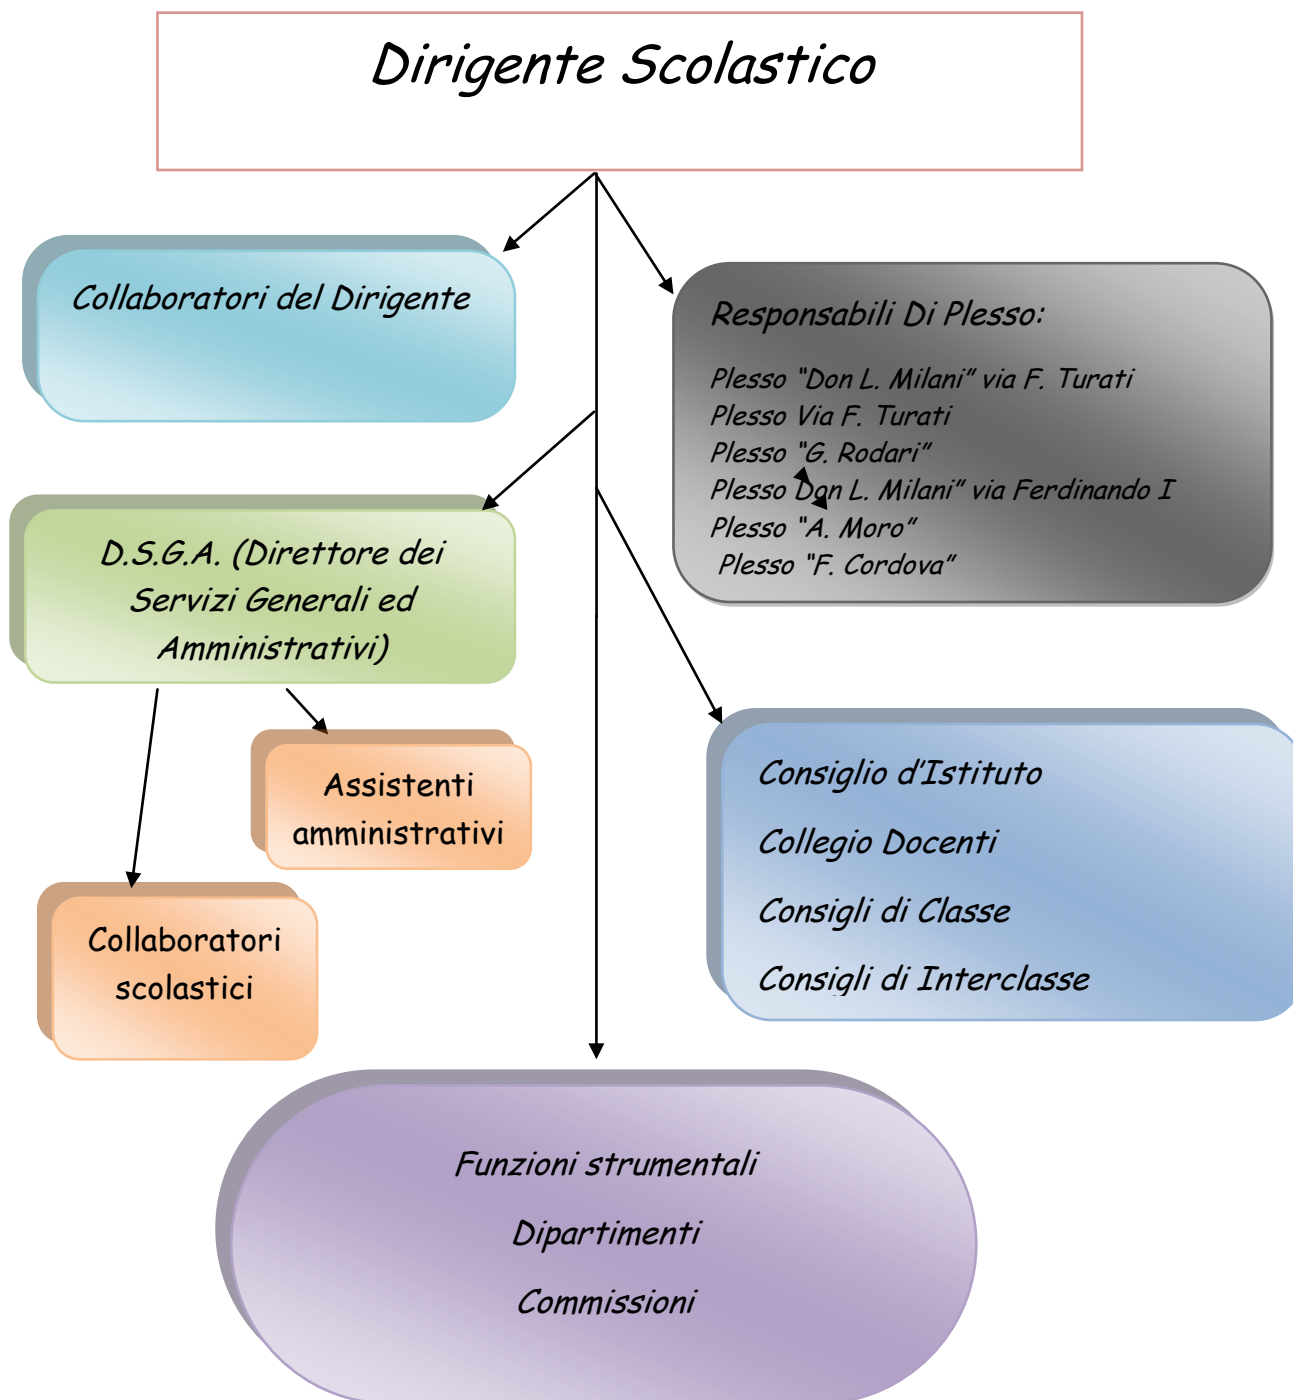 Dirigente Scolastico
Collaboratori del Dirigente
Responsabili Di Plesso:
Plesso "Don L. Milani” via F. Turati
Plesso Via F. Turati
Plesso "G. Rodari”
Plesso Don L. Milani” via Ferdinando I
Plesso "A. Moro”
Plesso "F. Cordova”
D.S.G.A. (Direttore dei
Servizi Generali ed
Amministrativi)
Assistenti
amministrativi
Collaboratori
scolastici
Consiglio d’Istituto
Collegio Docenti
Consigli di Classe
Consigli di Interclasse
Funzioni strumentali
Dipartimenti
Commissioni